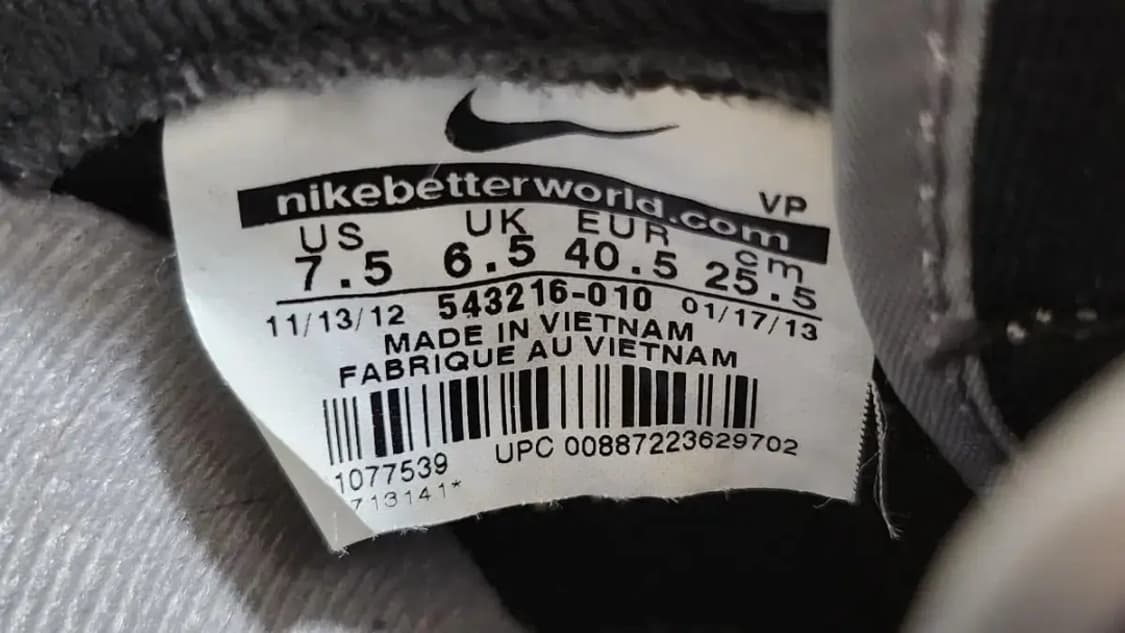 nikebetterworld.com VP
US UK EUR cm
7.5 6.5 40.5 25.5
11/13/12 543216-010 01/17/13
MADE IN VIETNAM
FABRIQUE AU VIETNAM
UPC 00887223629702
1077539
713141*